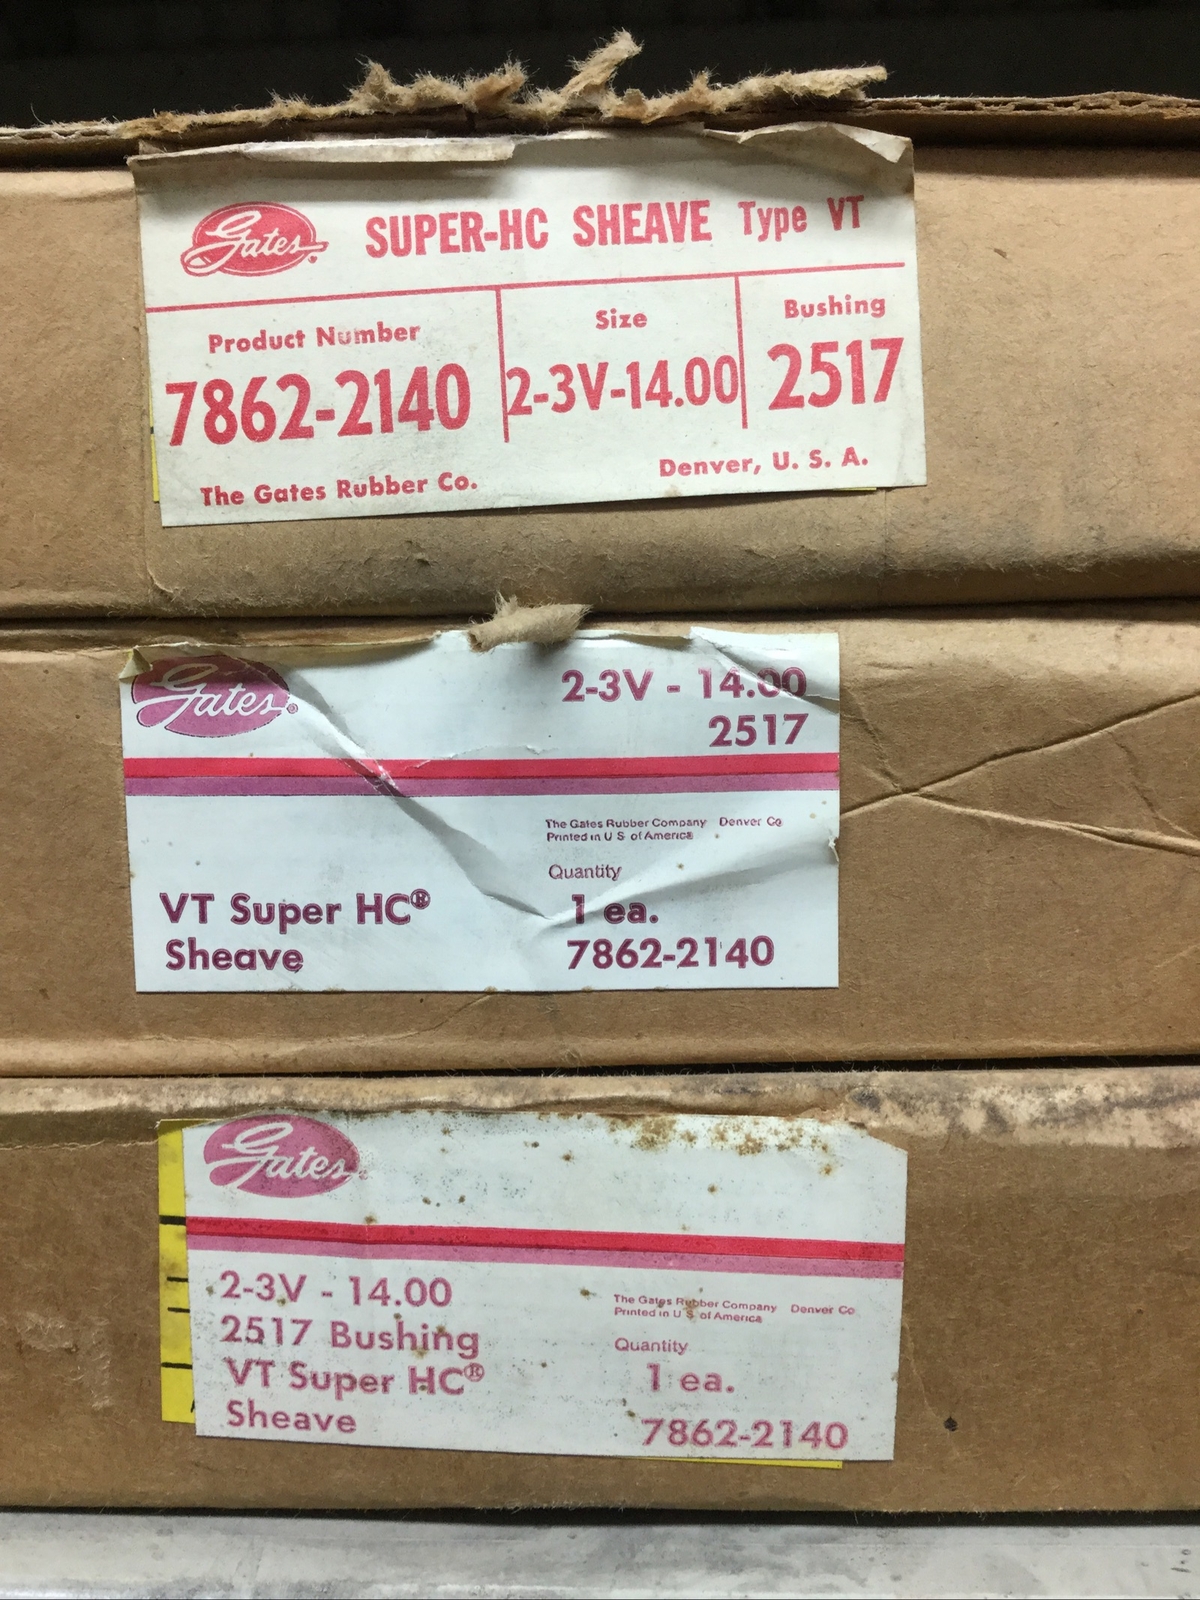 Gates
SUPER-HC SHEAVE Type VT
Product Number
7862-2140
Size
2-3V-14.00
Bushing
2517
The Gates Rubber Co.
Denver, U. S. A.
Gates®
2-3V - 14.00
2517
The Gates Rubber Company Denver Co
Printed in U S of America
Quantity
1 ea.
7862-2140
VT Super HC®
Sheave
Gates
2-3V - 14.00
2517 Bushing
VT Super HC®
Sheave
The Gates Rubber Company Denver Co
Printed in U S of America
Quantity
1 ea.
7862-2140